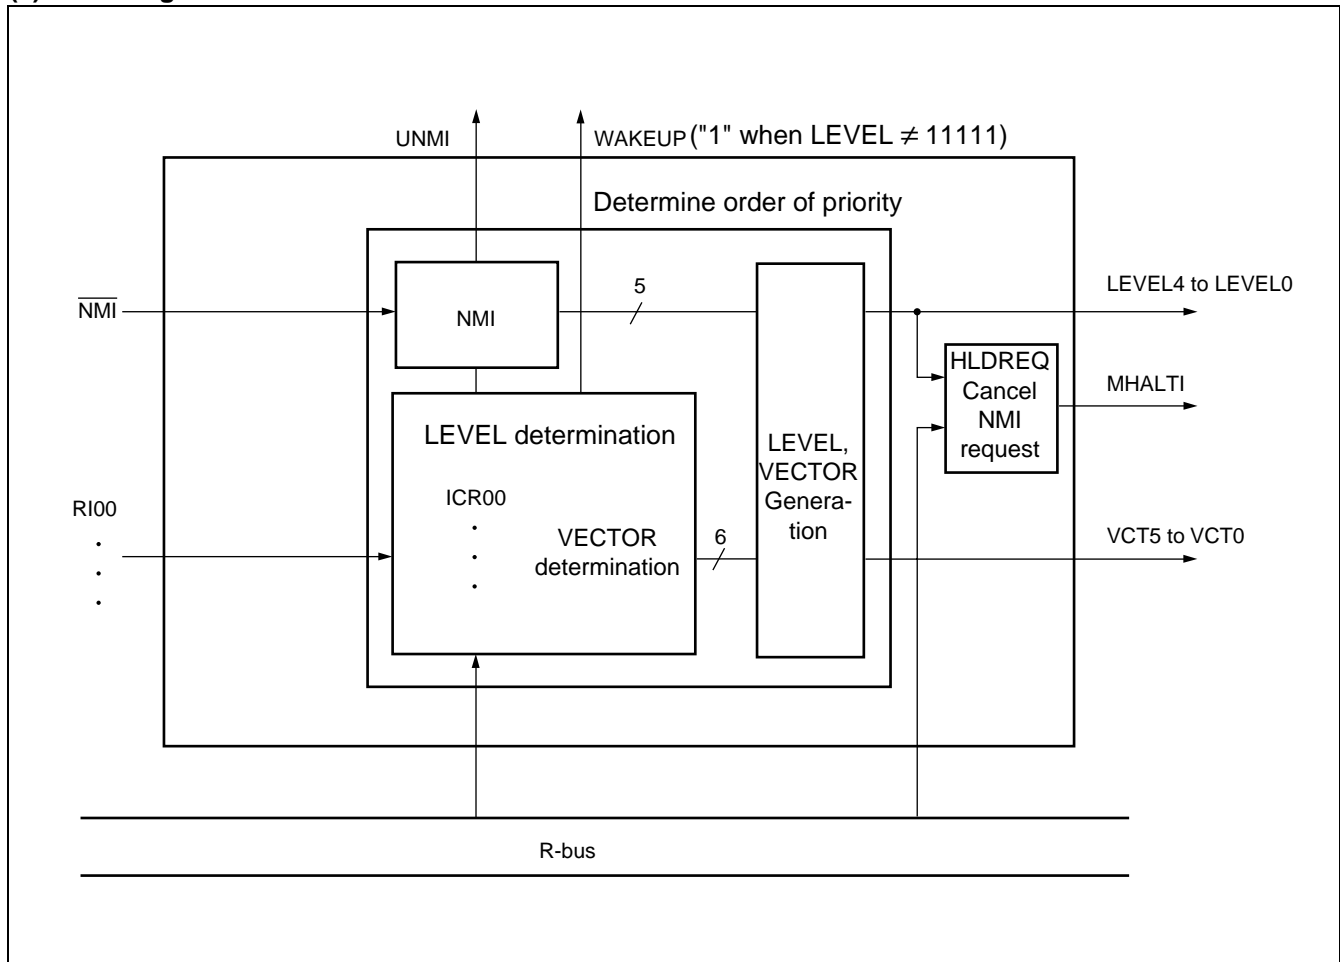 UNMI
WAKEUP ("1" when LEVEL ≠ 11111)
Determine order of priority
NMI
NMI
5
LEVEL4 to LEVEL0
HLDREQ
Cancel
NMI
request
MHALTI
LEVEL determination
ICR00
VECTOR
determination
6
LEVEL,
VECTOR
Genera-
tion
RI00
VCT5 to VCT0
R-bus